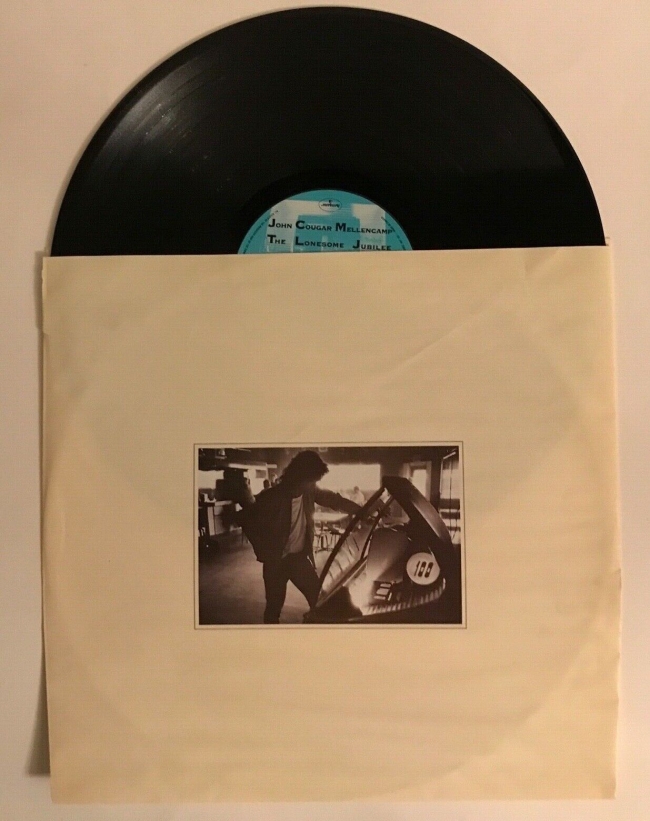 John Cougar Mellencamp
The Lonesome Jubilee
100